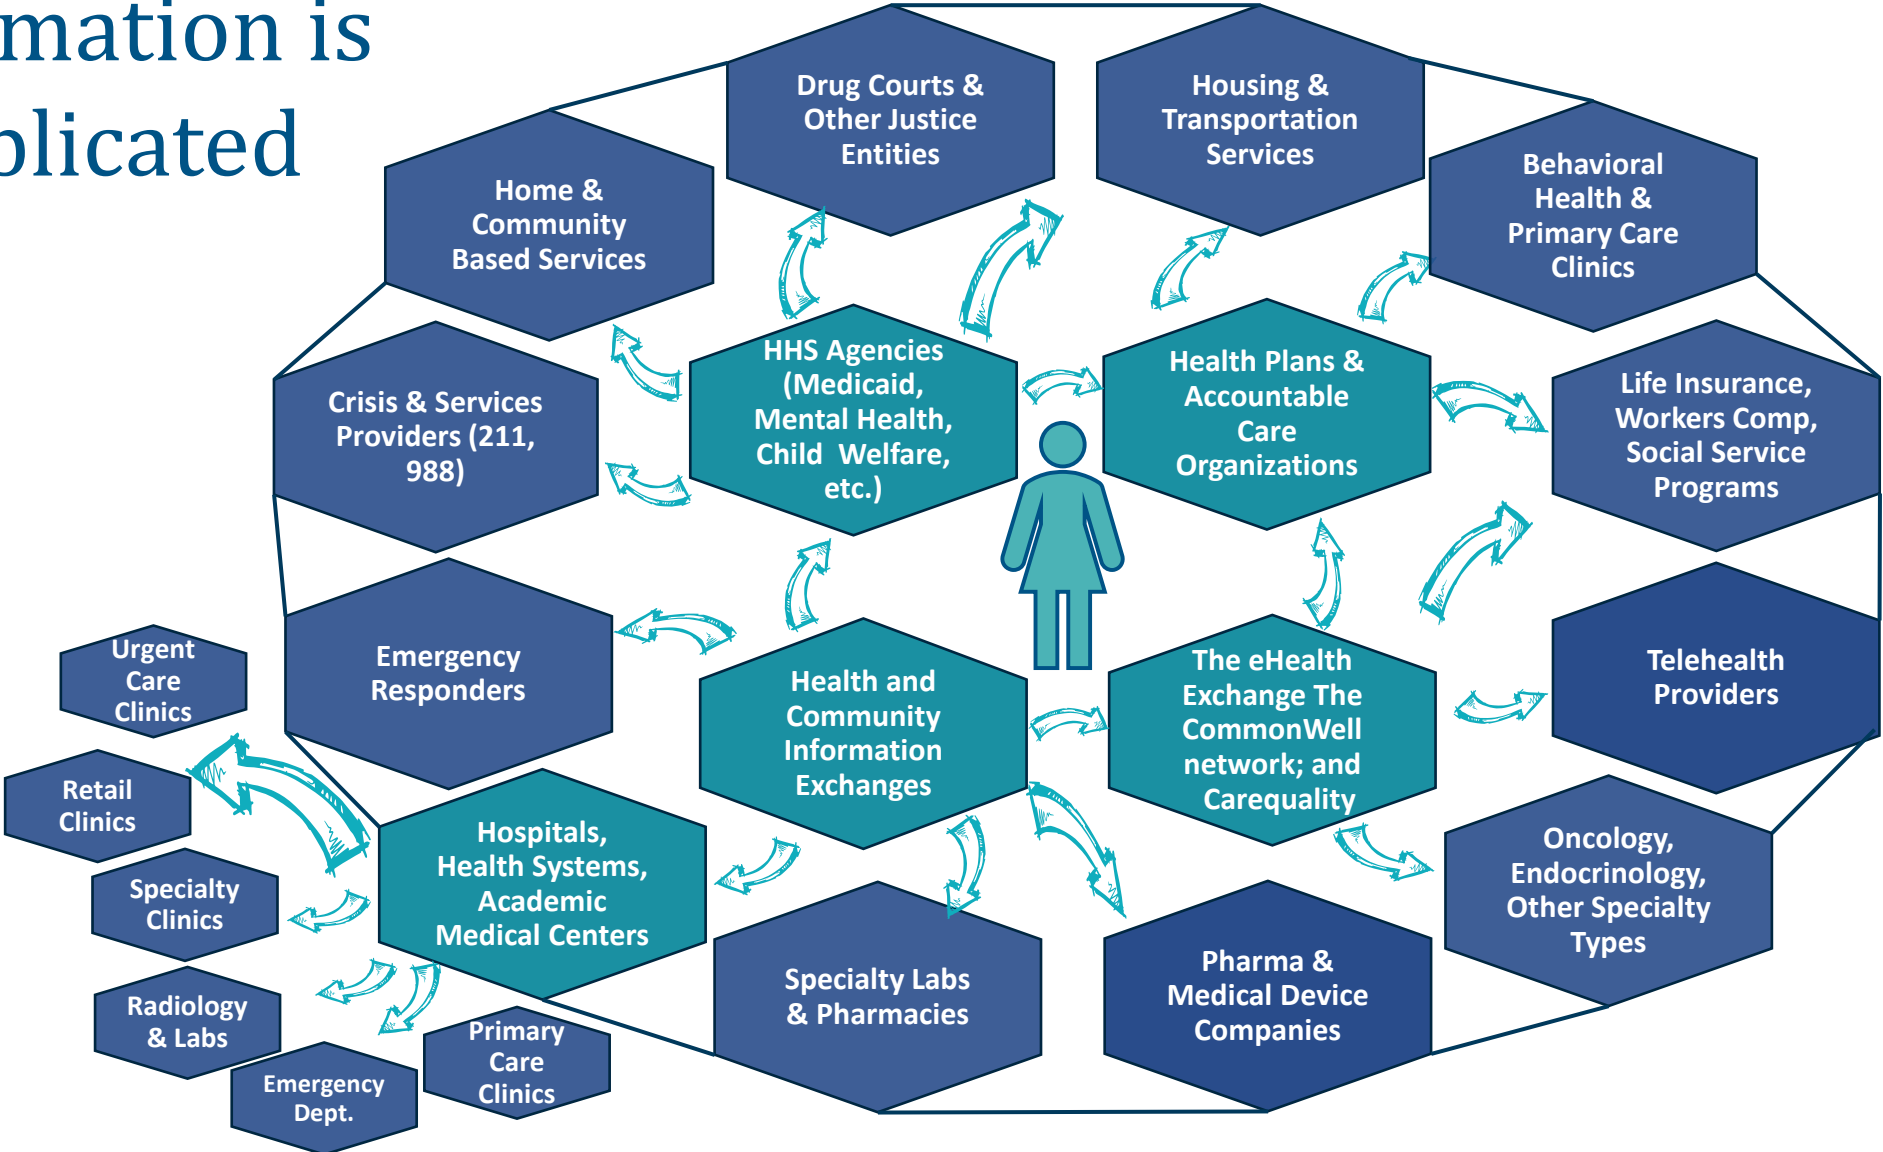 mation is
plicated
Drug Courts &
Other Justice
Entities
Housing &
Transportation
Services
Home &
Community
Based Services
Behavioral
Health &
Primary Care
Clinics
HHS Agencies
(Medicaid,
Mental Health,
Child Welfare,
etc.)
Health Plans &
Accountable
Care
Organizations
Crisis & Services
Providers (211,
988)
Life Insurance,
Workers Comp,
Social Service
Programs
Emergency
Responders
Health and
Community
Information
Exchanges
The eHealth
Exchange The
CommonWell
network; and
Carequality
Telehealth
Providers
Urgent
Care
Clinics
Retail
Clinics
Specialty
Clinics
Radiology
& Labs
Emergency
Dept.
Primary
Care
Clinics
Hospitals,
Health Systems,
Academic
Medical Centers
Specialty Labs
& Pharmacies
Pharma &
Medical Device
Companies
Oncology,
Endocrinology,
Other Specialty
Types